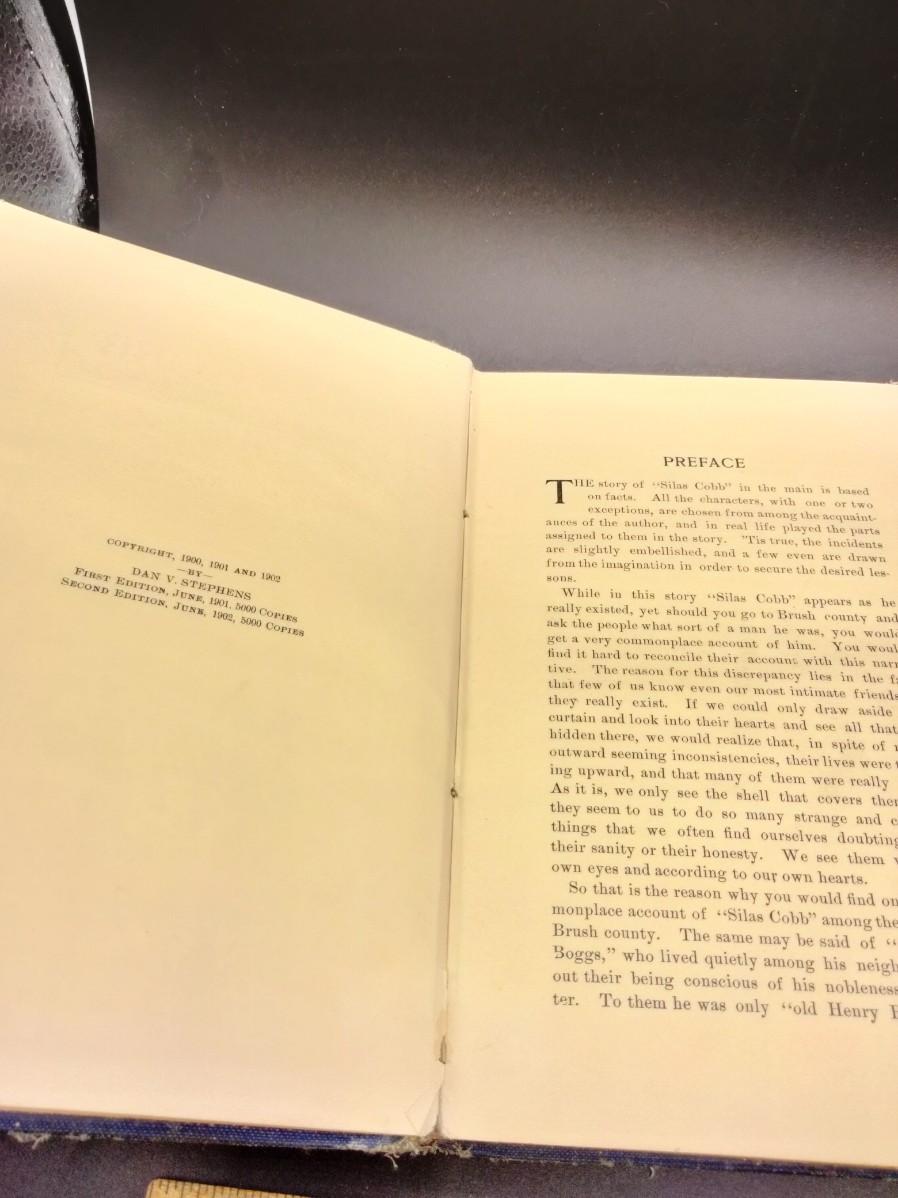 COPYRIGHT, 1900, 1901 AND 1902
—BY—
DAN V. STEPHENS
FIRST EDITION, JUNE, 1901, 5000 COPIES
SECOND EDITION, JUNE, 1902, 5000 COPIES
PREFACE
THE story of "Silas Cobb" in the main is based
on facts. All the characters, with one or two
exceptions, are chosen from among the acquaint-
ances of the author, and in real life played the parts
assigned to them in the story. 'Tis true, the incidents
are slightly embellished, and a few even are drawn
from the imagination in order to secure the desired les-
sons.
While in this story "Silas Cobb" appears as he
really existed, yet should you go to Brush county and
ask the people what sort of a man he was, you would
get a very commonplace account of him. You woul
find it hard to reconcile their account with this narr
tive. The reason for this discrepancy lies in the fa
that few of us know even our most intimate friends
they really exist. If we could only draw aside
curtain and look into their hearts and see all that
hidden there, we would realize that, in spite of
outward seeming inconsistencies, their lives were t
ing upward, and that many of them were really
As it is, we only see the shell that covers the
they seem to us to do so many strange and c
things that we often find ourselves doubting
their sanity or their honesty. We see them
own eyes and according to our own hearts.
So that is the reason why you would find on
monplace account of "Silas Cobb" among the
Brush county. The same may be said of "
Boggs," who lived quietly among his neigh
out their being conscious of his nobleness
ter. To them he was only "old Henry B